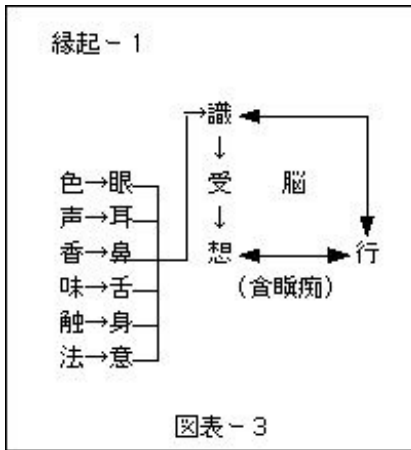 縁起－1
→識
↓
色→眼
受 脳
声→耳
↓
香→鼻
想 行
味→舌
(貪瞋痴)
触→身
法→意
図表－3